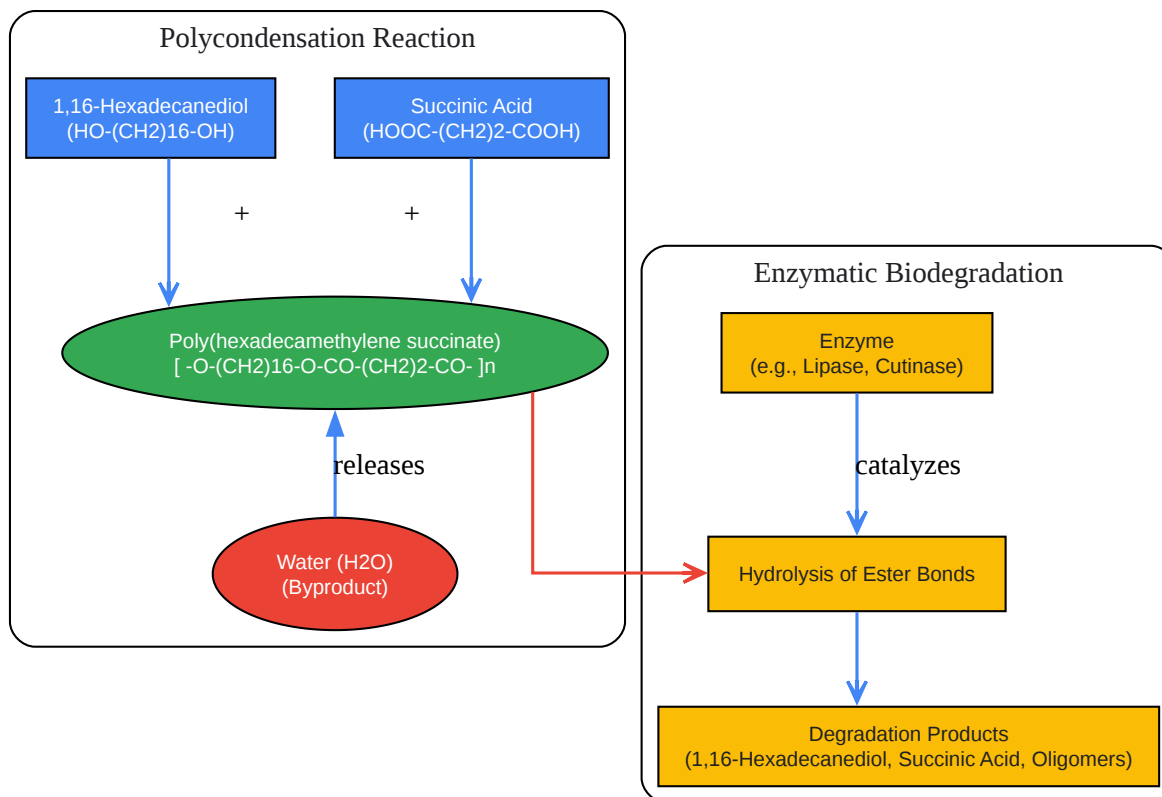 Polycondensation Reaction
1,16-Hexadecanediol
(HO-(CH2)16-OH)
Succinic Acid
(HOOC-(CH2)2-COOH)
+
+
Poly(hexadecamethylene succinate)
[ -O-(CH2)16-O-CO-(CH2)2-CO- ]n
releases
Water (H2O)
(Byproduct)
Enzymatic Biodegradation
Enzyme
(e.g., Lipase, Cutinase)
catalyzes
Hydrolysis of Ester Bonds
Degradation Products
(1,16-Hexadecanediol, Succinic Acid, Oligomers)